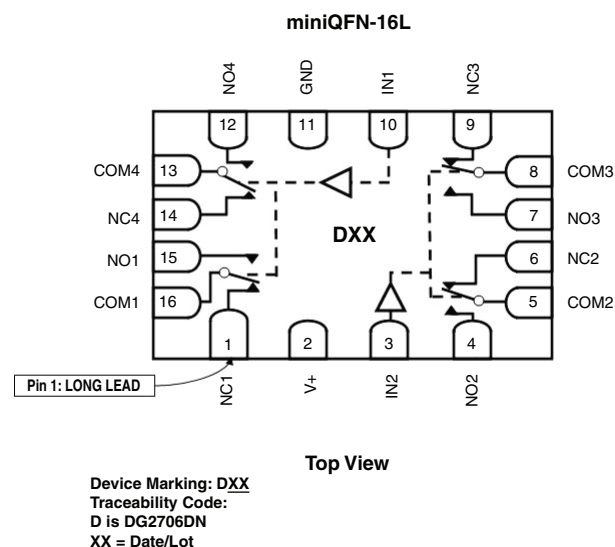 miniQFN-16L
NO4
GND
IN1
NC3
12
11
10
9
COM4
13
8
COM3
NC4
14
7
NO3
DXX
NO1
15
6
NC2
COM1
16
5
COM2
1
2
3
4
Pin 1: LONG LEAD
NC1
V+
IN2
NO2
Top View
Device Marking: DXX
Traceability Code:
D is DG2706DN
XX = Date/Lot